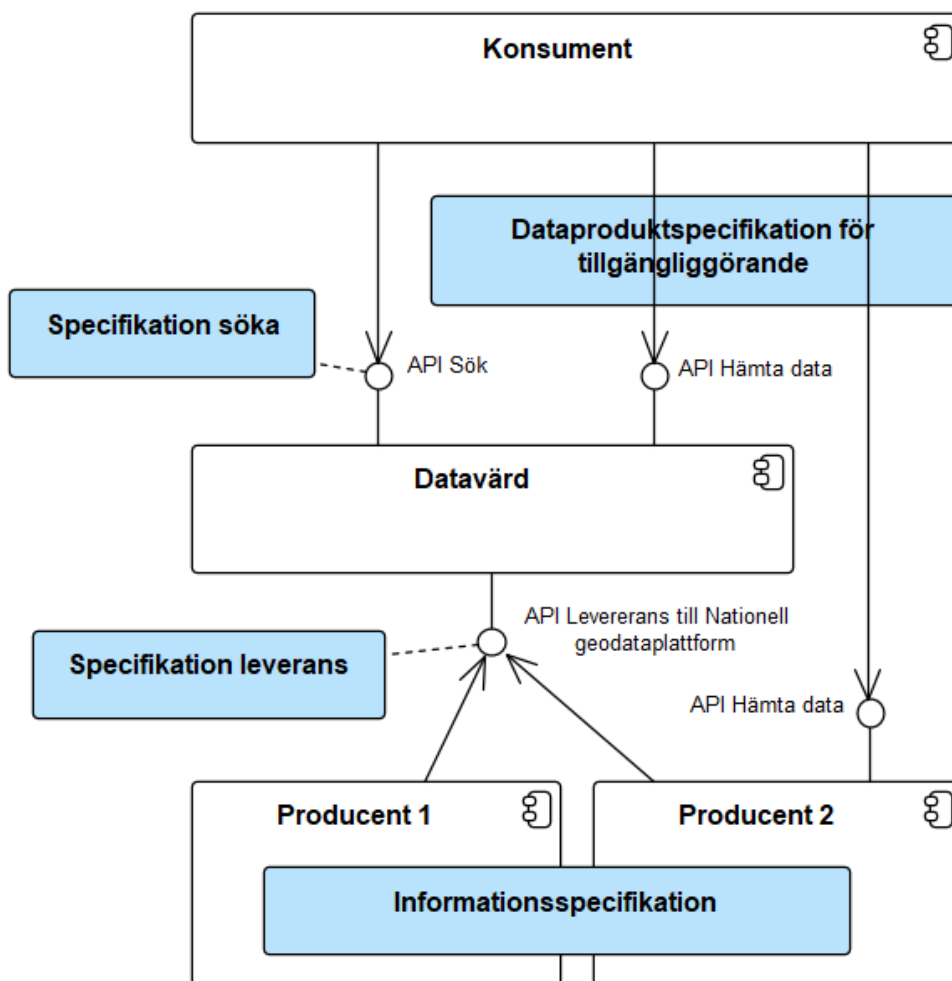 Konsument
Dataproduktspecifikation för
tillgängliggörande
Specifikation söka
API Sök
API Hämta data
Datavärd
API Levererans till Nationell
geodataplattform
Specifikation leverans
API Hämta data
Producent 1
Producent 2
Informationsspecifikation